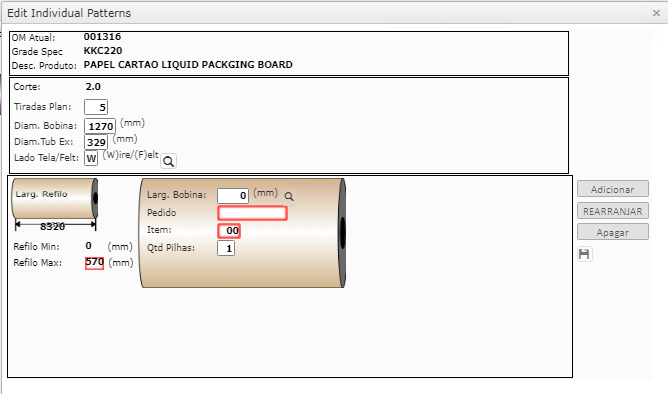 Edit Individual Patterns ×
OM Atual: 001316
Grade Spec KKC220
Desc. Produto: PAPEL CARTAO LIQUID PACKGING BOARD
Corte: 2.0
Tiradas Plan: 5
Diam. Bobina: 1270 (mm)
Diam.Tub Ex: 329 (mm)
Lado Tela/Felt: W (W)ire/(F)elt
Larg. Refilo
8320
Refilo Min: 0 (mm)
Refilo Max: 570 (mm)
Larg. Bobina: 0 (mm)
Pedido
Item: 00
Qtd Pilhas: 1
Adicionar
REARRANJAR
Apagar